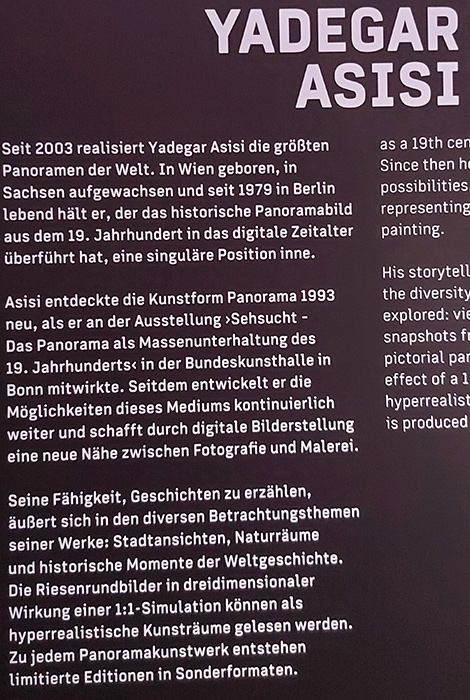 YADEGAR
ASISI
Seit 2003 realisiert Yadegar Asisi die größten
Panoramen der Welt. In Wien geboren, in
Sachsen aufgewachsen und seit 1979 in Berlin
lebend hält er, der das historische Panoramabild
aus dem 19. Jahrhundert in das digitale Zeitalter
überführt hat, eine singuläre Position inne.
Asisi entdeckte die Kunstform Panorama 1993
neu, als er an der Ausstellung ›Sehsucht –
Das Panorama als Massenunterhaltung des
19. Jahrhunderts‹ in der Bundeskunsthalle in
Bonn mitwirkte. Seitdem entwickelt er die
Möglichkeiten dieses Mediums kontinuierlich
weiter und schafft durch digitale Bilderstellung
eine neue Nähe zwischen Fotografie und Malerei.
Seine Fähigkeit, Geschichten zu erzählen,
äußert sich in den diversen Betrachtungsthemen
seiner Werke: Stadtansichten, Naturräume
und historische Momente der Weltgeschichte.
Die Riesenrundbilder in dreidimensionaler
Wirkung einer 1:1-Simulation können als
hyperrealistische Kunsträume gelesen werden.
Zu jedem Panoramakunstwerk entstehen
limitierte Editionen in Sonderformaten.
as a 19th cen
Since then h
possibilities
representing
painting.
His storytell
the diversity
explored: vie
snapshots f
pictorial pa
effect of a 1
hyperrealist
is produced